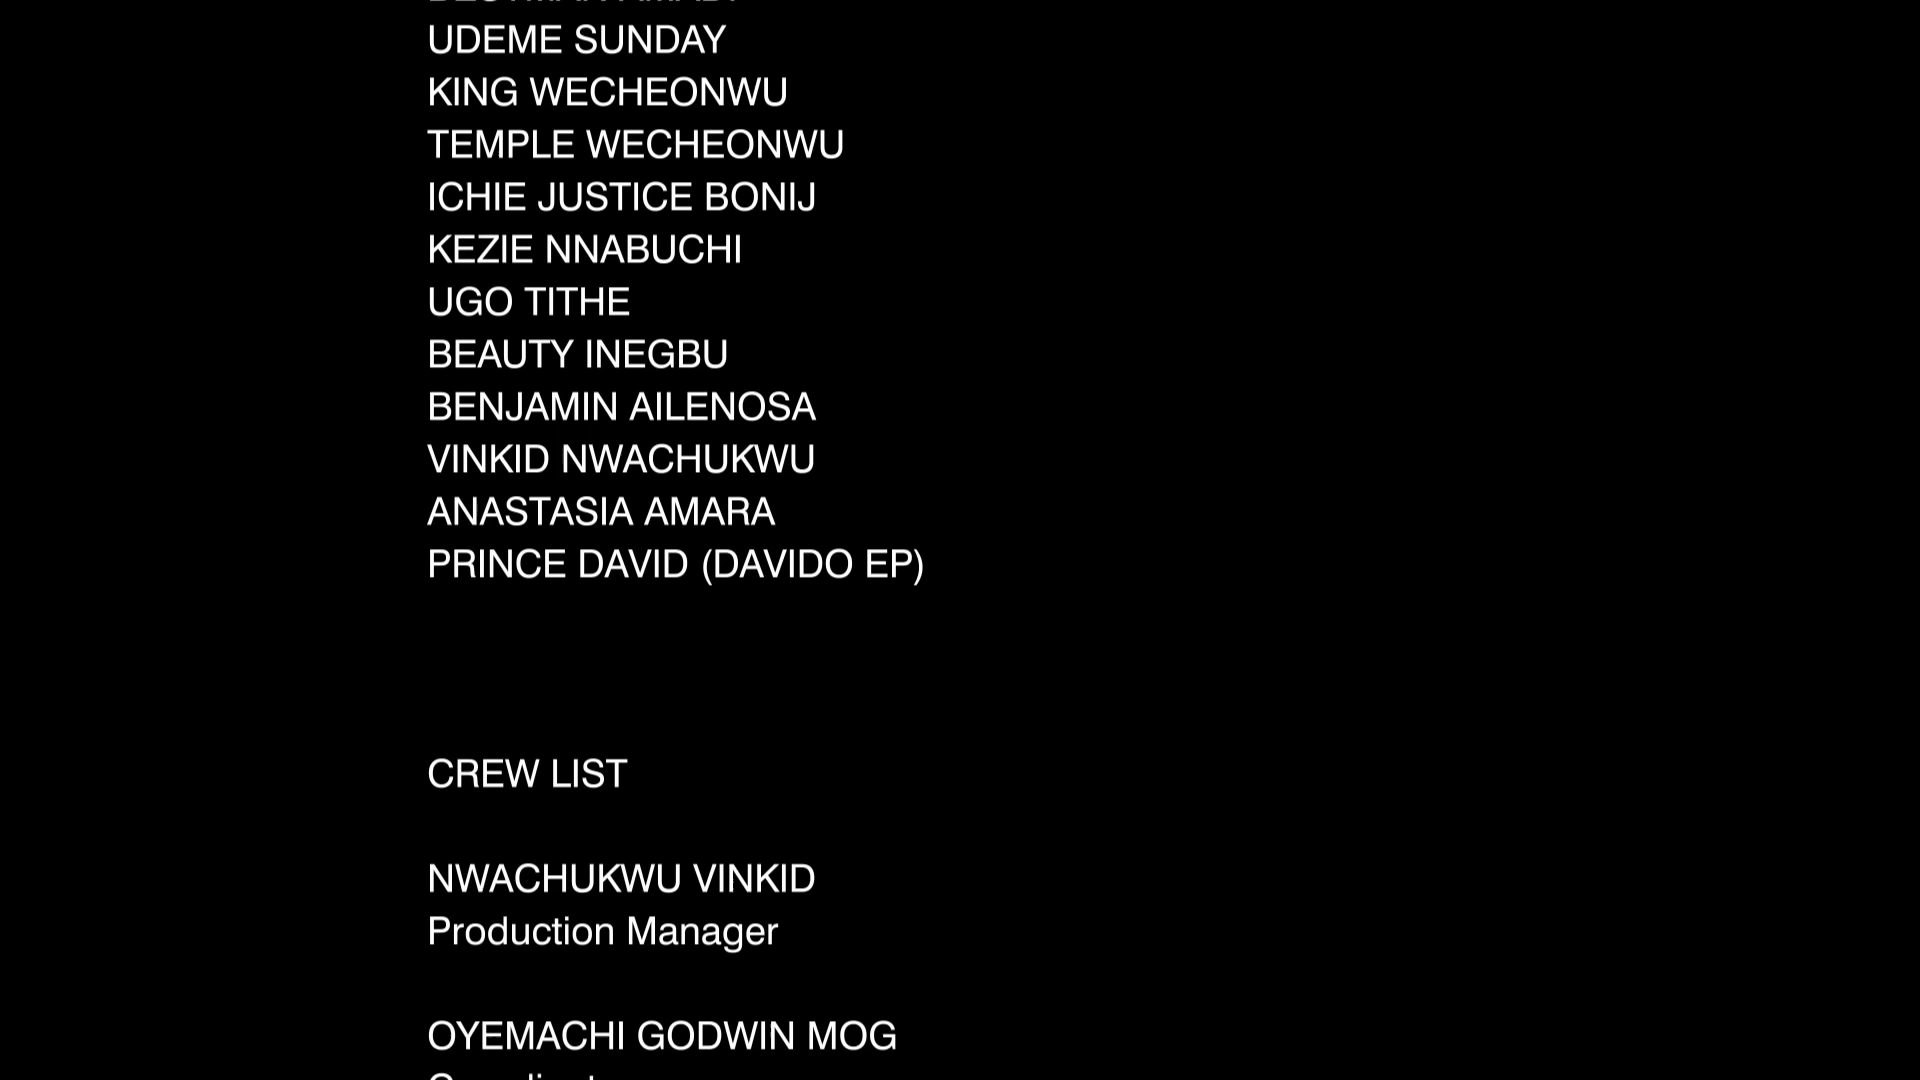 UDEME SUNDAY
KING WECHEONWU
TEMPLE WECHEONWU
ICHIE JUSTICE BONIJ
KEZIE NNABUCHI
UGO TITHE
BEAUTY INEGBU
BENJAMIN AILENOSA
VINKID NWACHUKWU
ANASTASIA AMARA
PRINCE DAVID (DAVIDO EP)
CREW LIST
NWACHUKWU VINKID
Production Manager
OYEMACHI GODWIN MOG